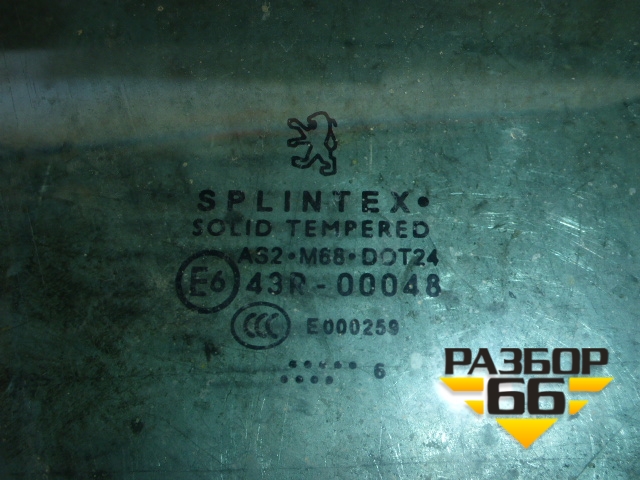 SPLINTEX•
SOLID TEMPERED
AS2•M68•DOT24
E6 43R-00048
CCC E000259
6
РАЗБОР
66